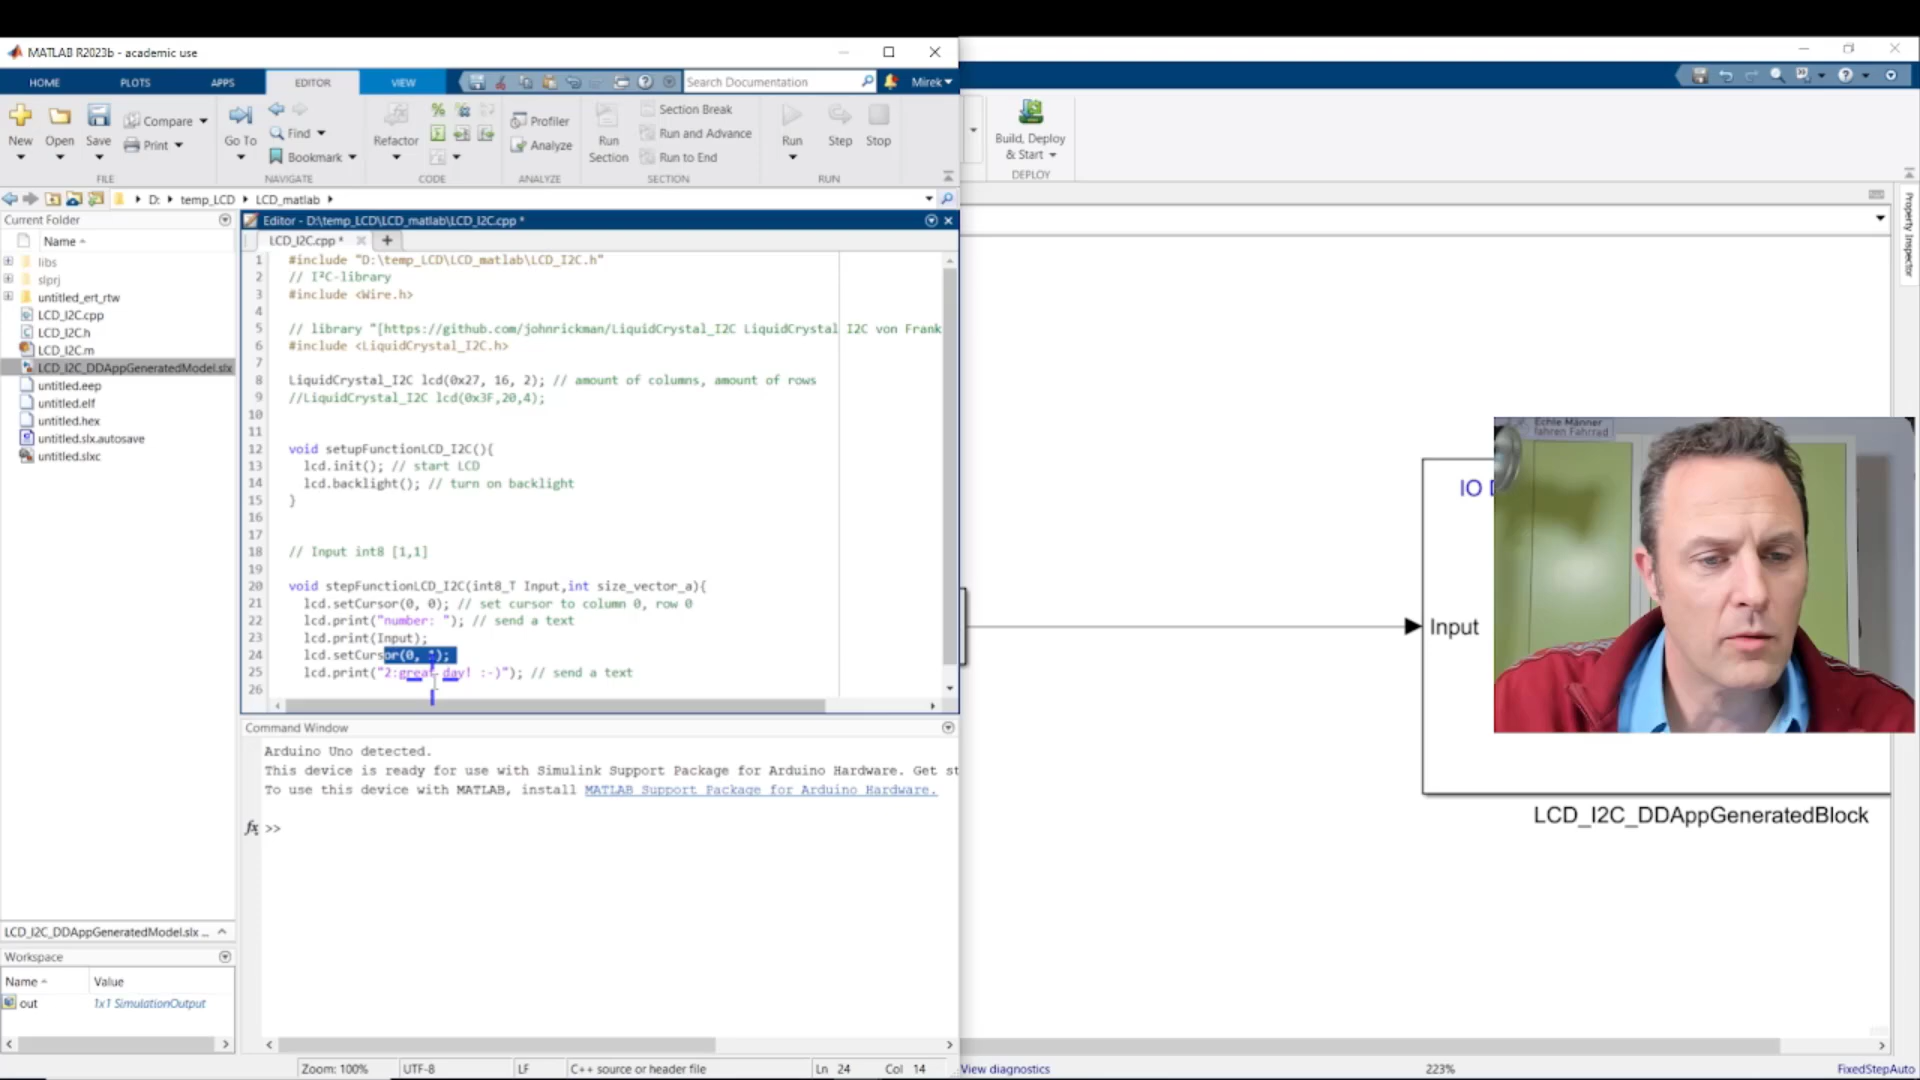 MATLAB R2023b - academic use
HOME PLOTS APPS EDITOR VIEW Search Documentation Mirek
New Open Save Compare Print
Go To Find Bookmark
Refactor
Profiler Analyze
Run Section Section Break Run and Advance Run to End
Run Step Stop
FILE NAVIGATE CODE ANALYZE SECTION RUN
Build, Deploy & Start
DEPLOY
Property Inspector
D: temp_LCD LCD_matlab
Current Folder
Name
libs
slprj
untitled_ert_rtw
LCD_I2C.cpp
LCD_I2C.h
LCD_I2C.m
LCD_I2C_DDAppGeneratedModel.slx
untitled.eep
untitled.elf
untitled.hex
untitled.slx.autosave
untitled.slxc
LCD_I2C_DDAppGeneratedModel.slx ...
Workspace
Name Value
out 1x1 SimulationOutput
Editor - D:\temp_LCD\LCD_matlab\LCD_I2C.cpp *
LCD_I2C.cpp *
1 #include "D:\temp_LCD\LCD_matlab\LCD_I2C.h"
2 // I²C-library
3 #include <Wire.h>
4
5 // library "[https://github.com/johnrickman/LiquidCrystal_I2C LiquidCrystal I2C von Frank
6 #include <LiquidCrystal_I2C.h>
7
8 LiquidCrystal_I2C lcd(0x27, 16, 2); // amount of columns, amount of rows
9 //LiquidCrystal_I2C lcd(0x3F,20,4);
10
11
12 void setupFunctionLCD_I2C(){
13 lcd.init(); // start LCD
14 lcd.backlight(); // turn on backlight
15 }
16
17
18 // Input int8 [1,1]
19
20 void stepFunctionLCD_I2C(int8_T Input,int size_vector_a){
21 lcd.setCursor(0, 0); // set cursor to column 0, row 0
22 lcd.print("number: "); // send a text
23 lcd.print(Input);
24 lcd.setCursor(0, );
25 lcd.print("2:great day! :-)"); // send a text
26
Command Window
Arduino Uno detected.
This device is ready for use with Simulink Support Package for Arduino Hardware. Get st
To use this device with MATLAB, install MATLAB Support Package for Arduino Hardware.
fx >>
Zoom: 100% UTF-8 LF C++ source or header file Ln 24 Col 14
IO
Input
LCD_I2C_DDAppGeneratedBlock
Echle Männer
fahren Fahrrad
View diagnostics 223% FixedStepAuto